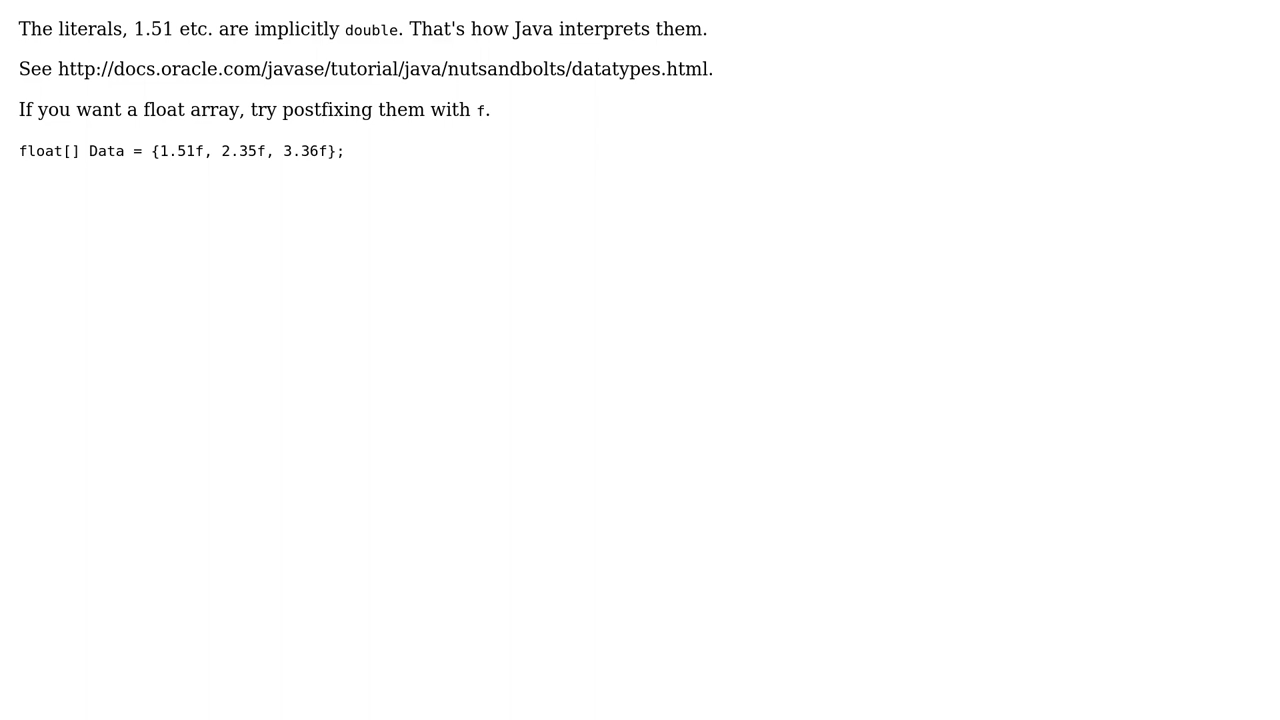 The literals, 1.51 etc. are implicitly double. That's how Java interprets them.
See http://docs.oracle.com/javase/tutorial/java/nutsandbolts/datatypes.html.
If you want a float array, try postfixing them with f.
float[] Data = {1.51f, 2.35f, 3.36f};